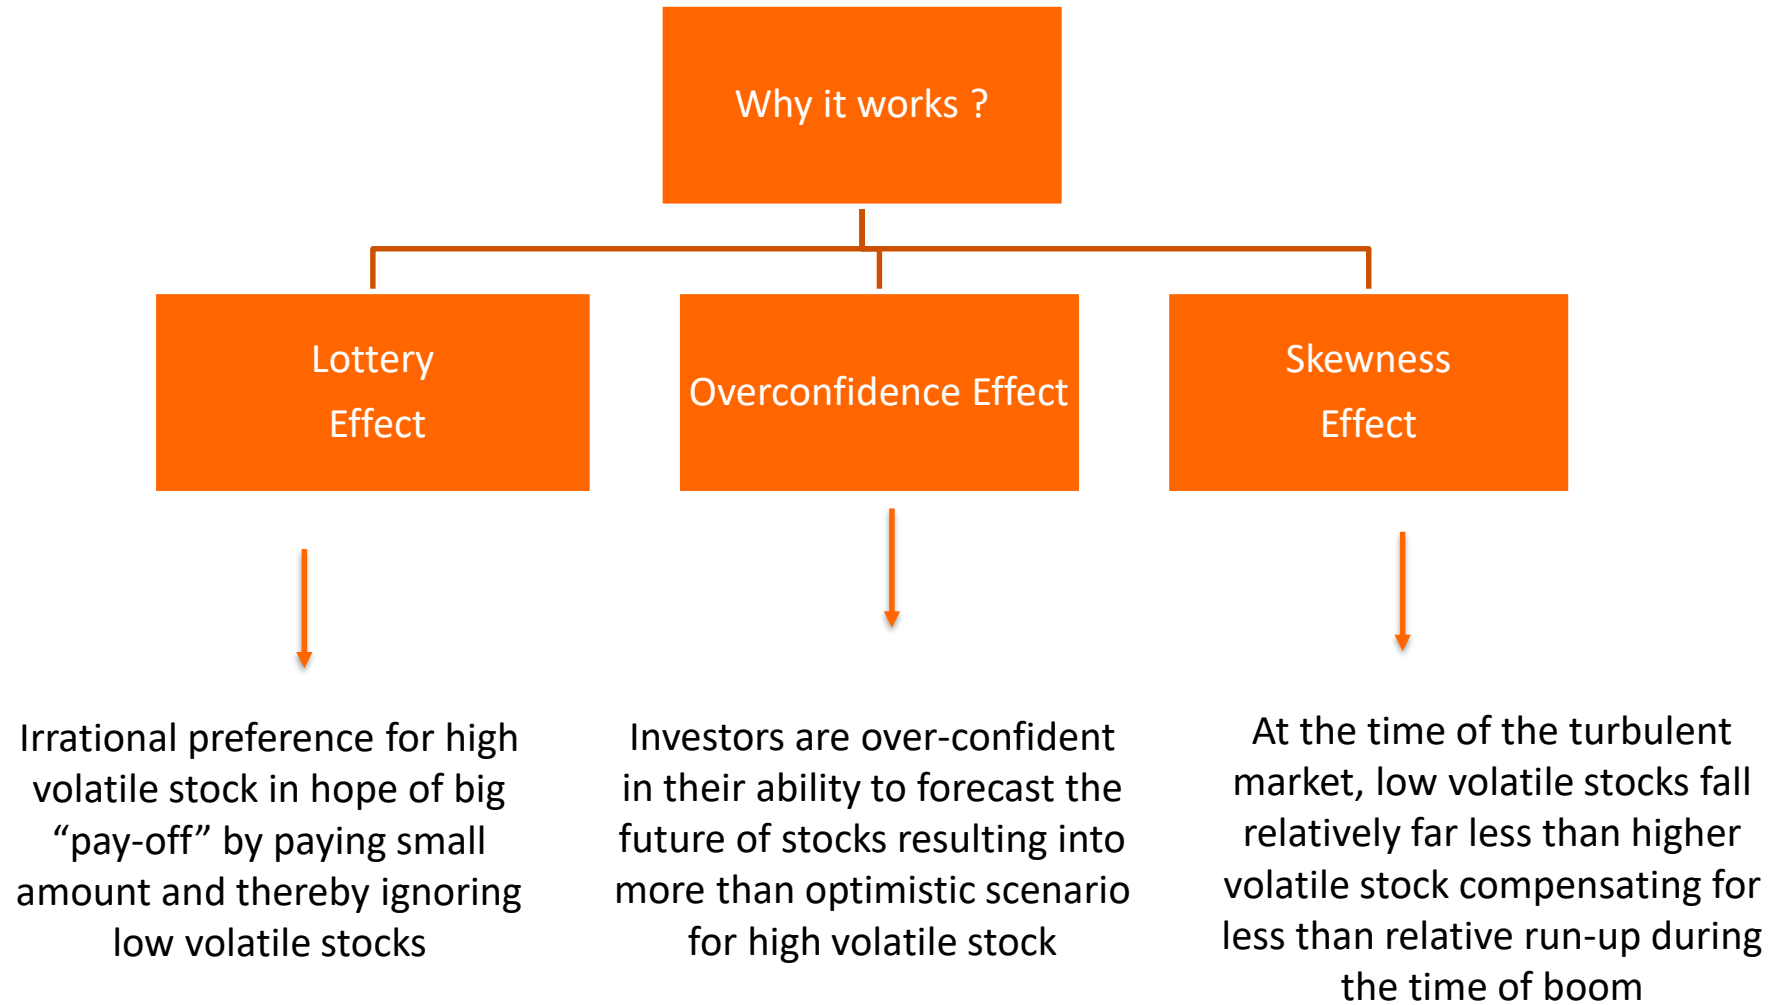 Why it works ?
Lottery
Effect
Overconfidence Effect
Skewness
Effect
Irrational preference for high
volatile stock in hope of big
“pay-off” by paying small
amount and thereby ignoring
low volatile stocks
Investors are over-confident
in their ability to forecast the
future of stocks resulting into
more than optimistic scenario
for high volatile stock
At the time of the turbulent
market, low volatile stocks fall
relatively far less than higher
volatile stock compensating for
less than relative run-up during
the time of boom